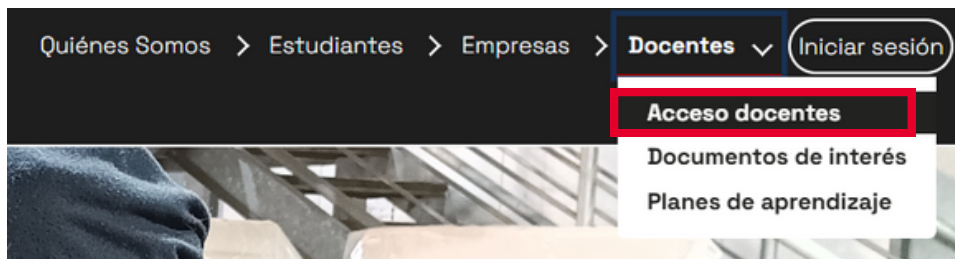 Quiénes Somos > Estudiantes > Empresas > Docentes Iniciar sesión
Acceso docentes
Documentos de interés
Planes de aprendizaje